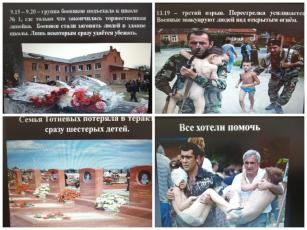 9.15 – 9.20 – группа боевиков подъехала к школе
№ 1, где только что закончилась торжественная
линейка. Боевики стали загонять людей в здание
школы. Лишь некоторым сразу удаётся убежать.
13.19 – третий взрыв. Перестрелка усиливается.
Военные эвакуируют людей под открытым огнём.
Семья Тотиевых потеряла в теракте
сразу шестерых детей.
Все хотели помочь